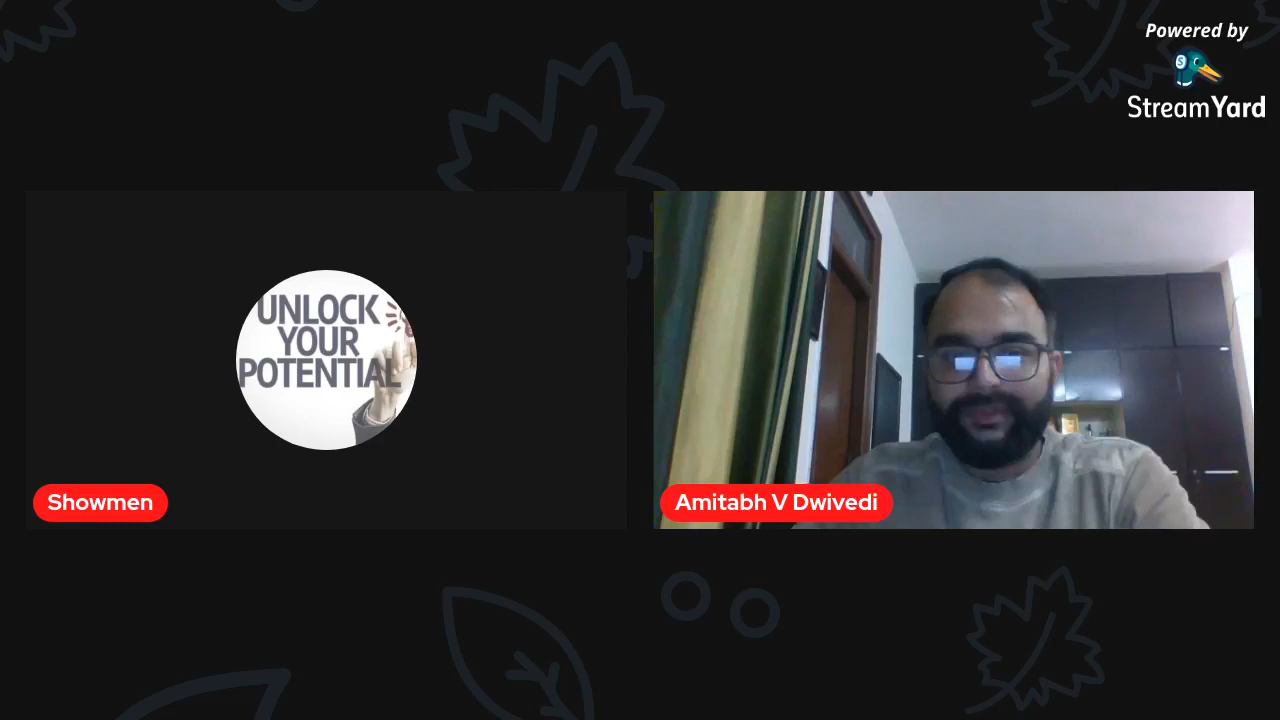 Powered by
StreamYard
UNLOCK
YOUR
POTENTIAL
Showmen
Amitabh V Dwivedi